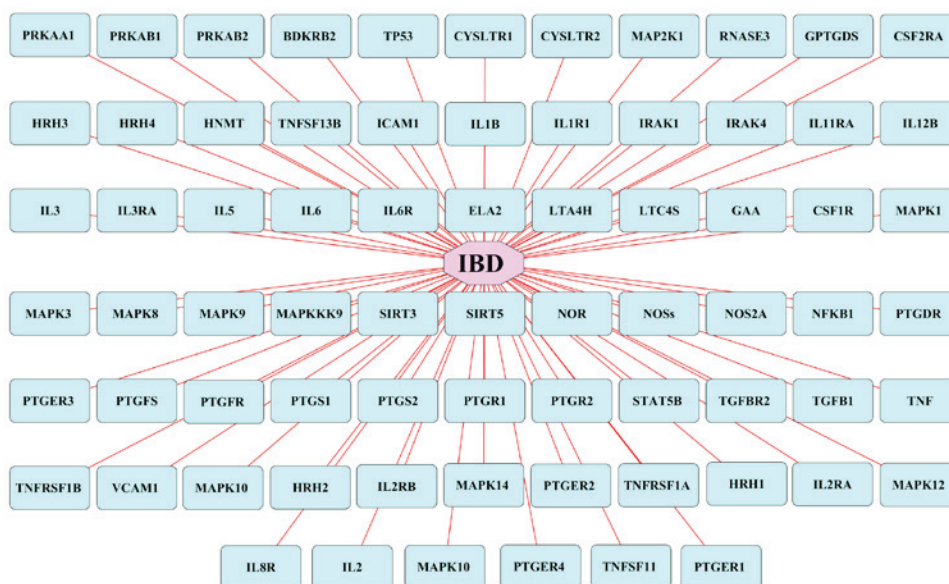 PRKAA1 PRKAB1 PRKAB2 BDKRB2 TP53 CYSLTR1 CYSLTR2 MAP2K1 RNASE3 GPTGDS CSF2RA
HRH3 HRH4 HNMT TNFSF13B ICAM1 IL1B IL1R1 IRAK1 IRAK4 IL11RA IL12B
IL3 IL3RA IL5 IL6 IL6R ELA2 LTA4H LTC4S GAA CSF1R MAPK1
IBD
MAPK3 MAPK8 MAPK9 MAPKKK9 SIRT3 SIRT5 NOR NOSs NOS2A NFKB1 PTGDR
PTGER3 PTGFS PTGFR PTGS1 PTGS2 PTGR1 PTGR2 STAT5B TGFBR2 TGFB1 TNF
TNFRSF1B VCAM1 MAPK10 HRH2 IL2RB MAPK14 PTGER2 TNFRSF1A HRH1 IL2RA MAPK12
IL8R IL2 MAPK10 PTGER4 TNFSF11 PTGER1